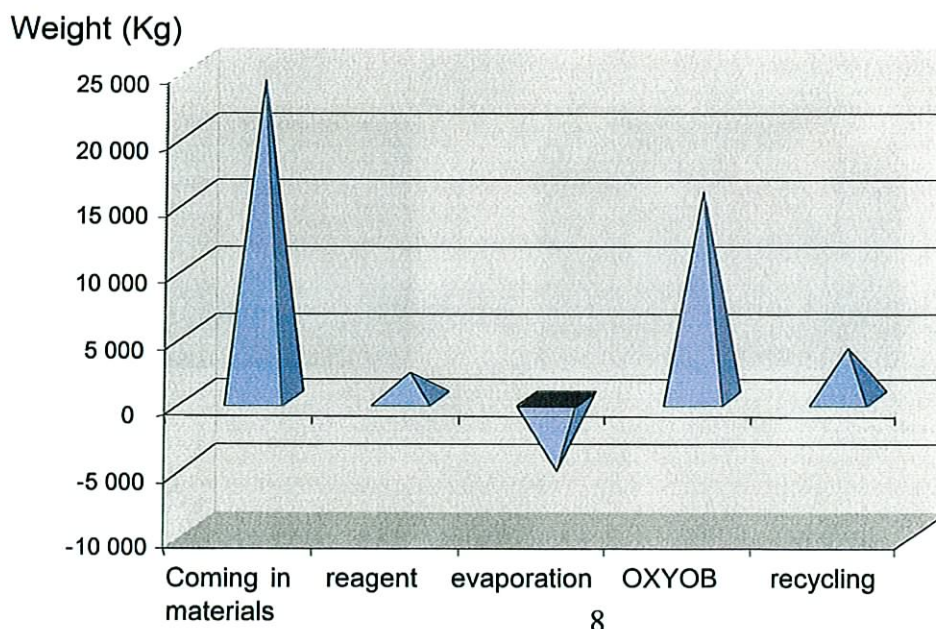 Weight (Kg)
25 000
20 000
15 000
10 000
5 000
0
-5 000
-10 000
Coming in materials
reagent
evaporation
OXYOB
recycling
8